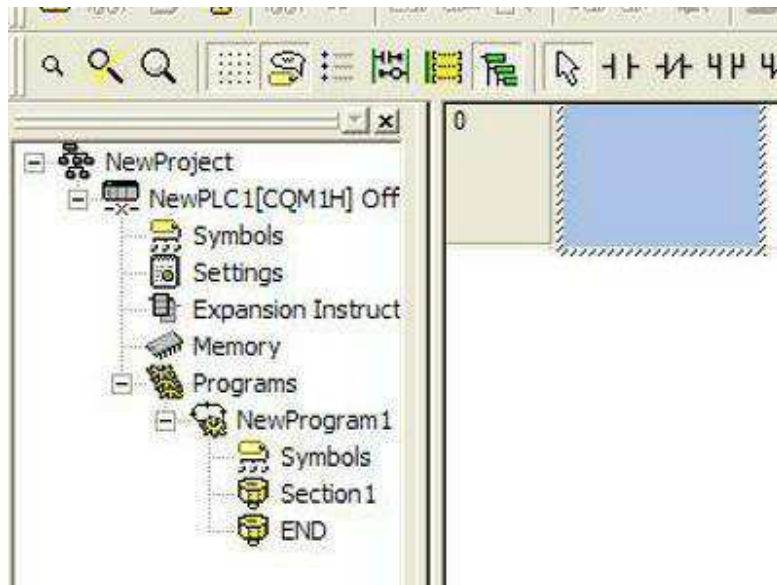 0
NewProject
NewPLC1[CQM1H] Off
Symbols
Settings
Expansion Instruct
Memory
Programs
NewProgram1
Symbols
Section1
END